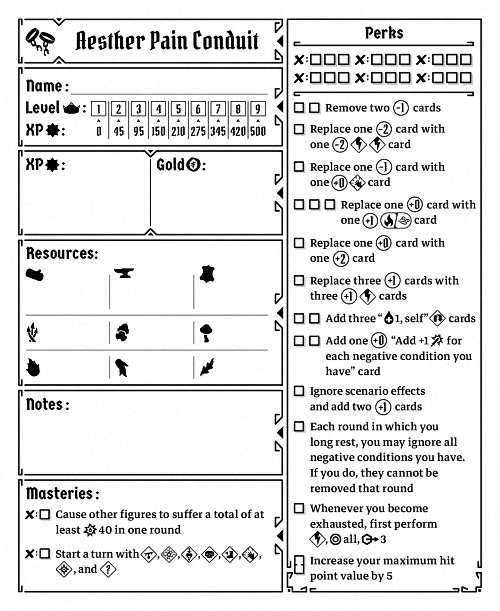 Aesther Pain Conduit
Name:
Level:
1 2 3 4 5 6 7 8 9
XP:
0 45 95 150 210 275 345 420 500
XP:
Gold:
Resources:
Notes:
Masteries:
Cause other figures to suffer a total of at
least 40 in one round
Start a turn with , , , , , ,
, and ?
Perks
Remove two -1 cards
Replace one -2 card with
one -2 card
Replace one -1 card with
one +0 card
Replace one +0 card with
one +1 card
Replace one +0 card with
one +2 card
Replace three +1 cards with
three +1 cards
Add three “1, self” cards
Add one +0 “Add +1 for
each negative condition you
have” card
Ignore scenario effects
and add two +1 cards
Each round in which you
long rest, you may ignore all
negative conditions you have.
If you do, they cannot be
removed that round
Whenever you become
exhausted, first perform
, all, 3
Increase your maximum hit
point value by 5